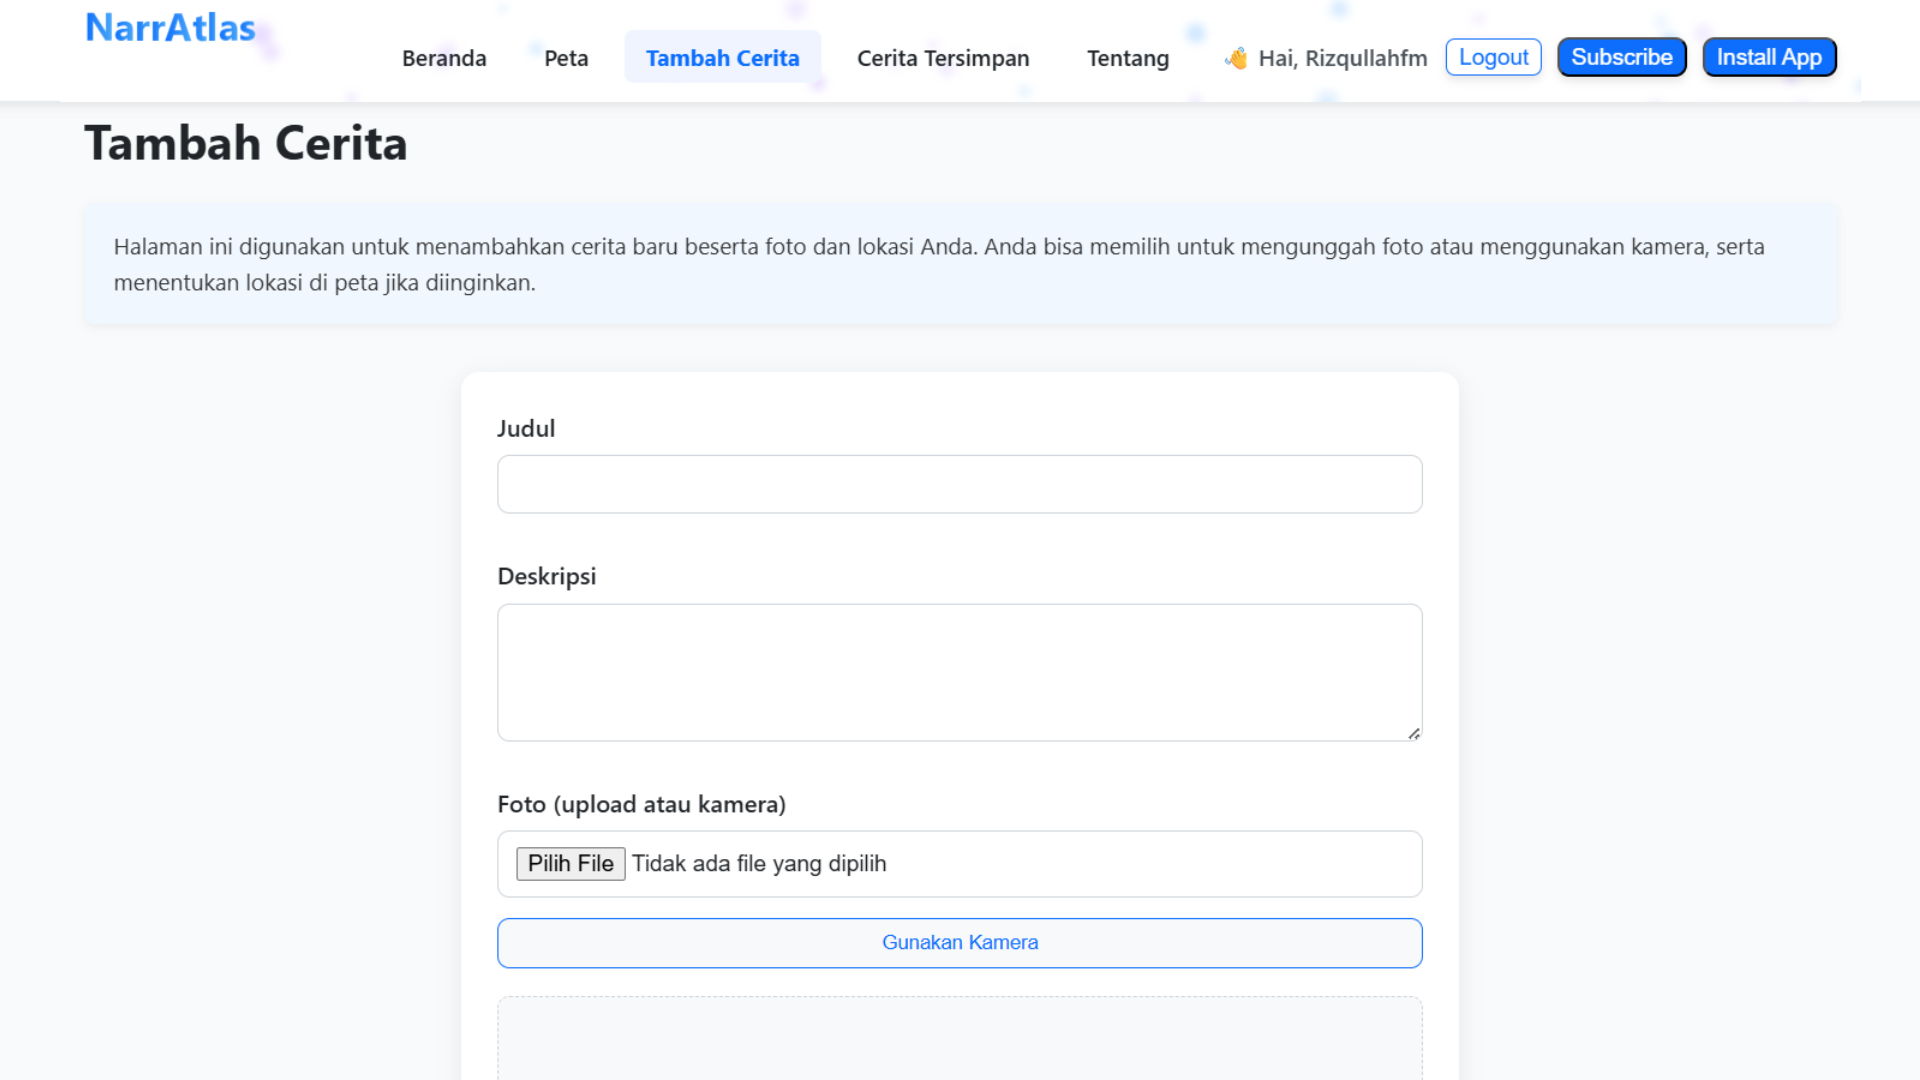 NarrAtlas
Beranda
Peta
Tambah Cerita
Cerita Tersimpan
Tentang
👋 Hai, Rizqullahfm
Logout
Subscribe
Install App
Tambah Cerita
Halaman ini digunakan untuk menambahkan cerita baru beserta foto dan lokasi Anda. Anda bisa memilih untuk mengunggah foto atau menggunakan kamera, serta
menentukan lokasi di peta jika diinginkan.
Judul
Deskripsi
Foto (upload atau kamera)
Pilih File Tidak ada file yang dipilih
Gunakan Kamera